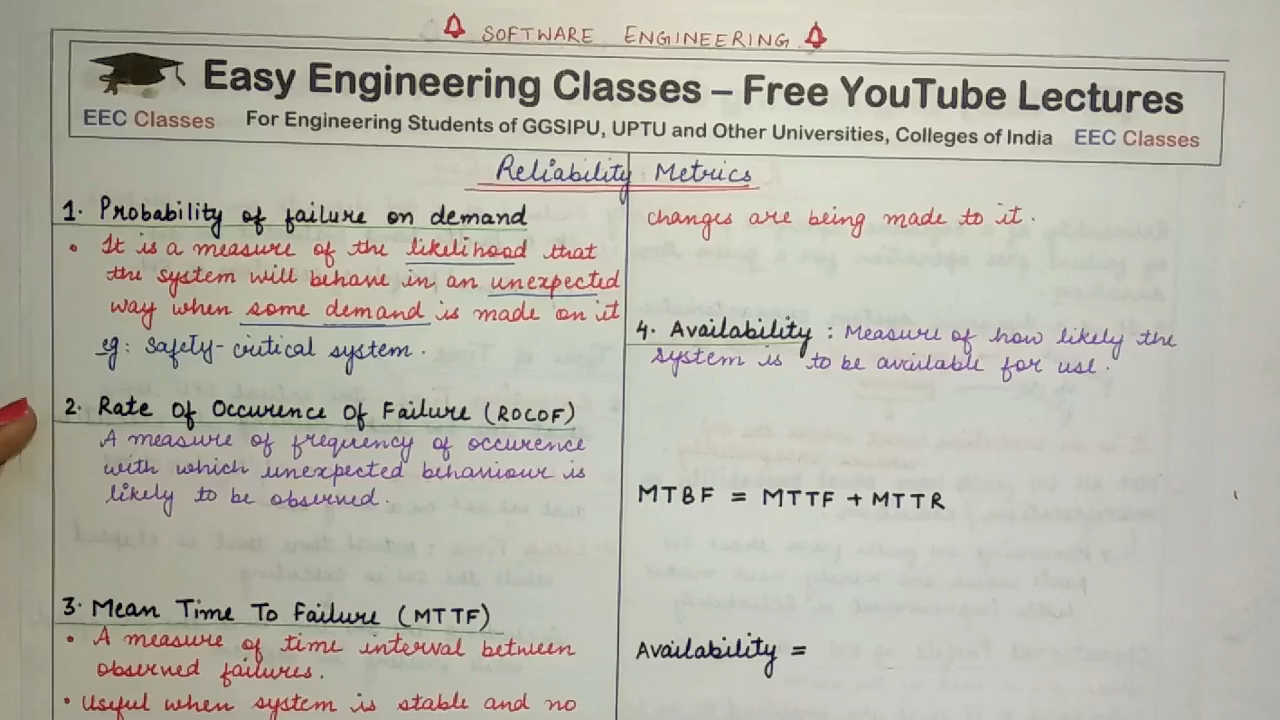 SOFTWARE ENGINEERING
Easy Engineering Classes – Free YouTube Lectures
EEC Classes For Engineering Students of GGSIPU, UPTU and Other Universities, Colleges of India EEC Classes
Reliability Metrics
1. Probability of failure on demand
• It is a measure of the likelihood that
the system will behave in an unexpected
way when some demand is made on it
eg: Safety-critical system.
2. Rate Of Occurence Of Failure (ROCOF)
A measure of frequency of occurence
with which unexpected behaviour is
likely to be observed.
3. Mean Time To Failure (MTTF)
• A measure of time interval between
observed failures.
• Useful when system is stable and no
changes are being made to it.
4. Availability : Measure of how likely the
system is to be available for use.
MTBF = MTTF + MTTR
Availability =